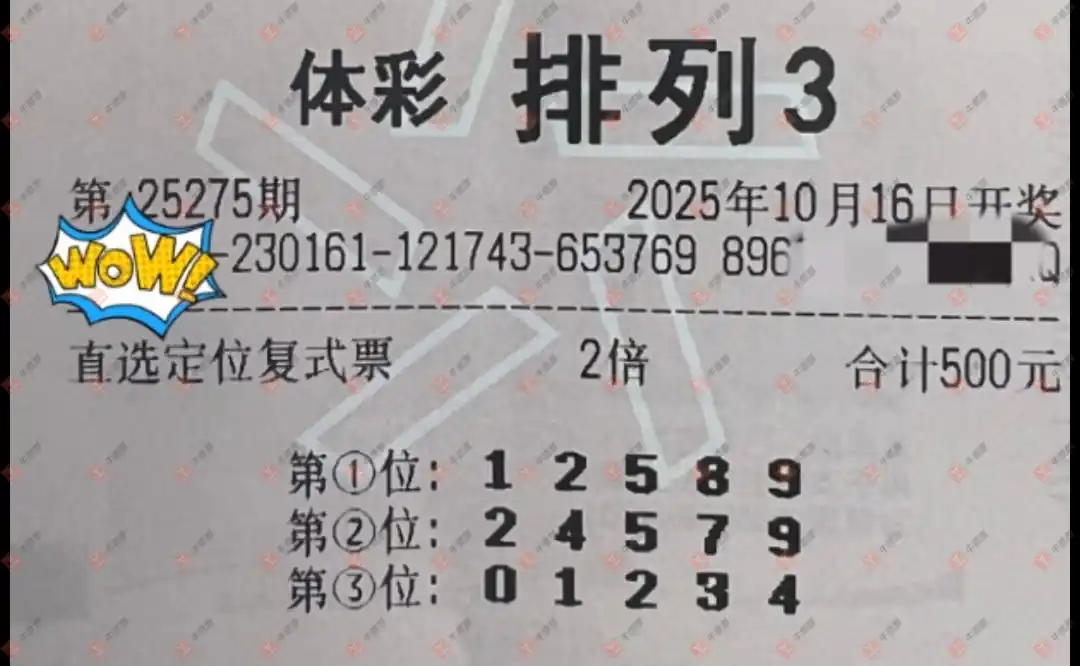 体彩 排列3
第 25275期 2025年10月16日开奖
WOW! -230161-121743-653769 896 Q
直选定位复式票 2倍 合计500元
第①位: 1 2 5 8 9
第②位: 2 4 5 7 9
第③位: 0 1 2 3 4